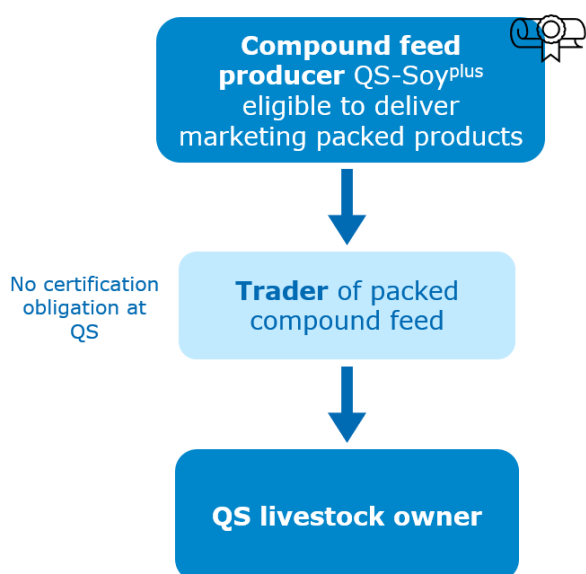 Compound feed
producer QS-Soyplus
eligible to deliver
marketing packed products
No certification
obligation at
QS
Trader of packed
compound feed
QS livestock owner